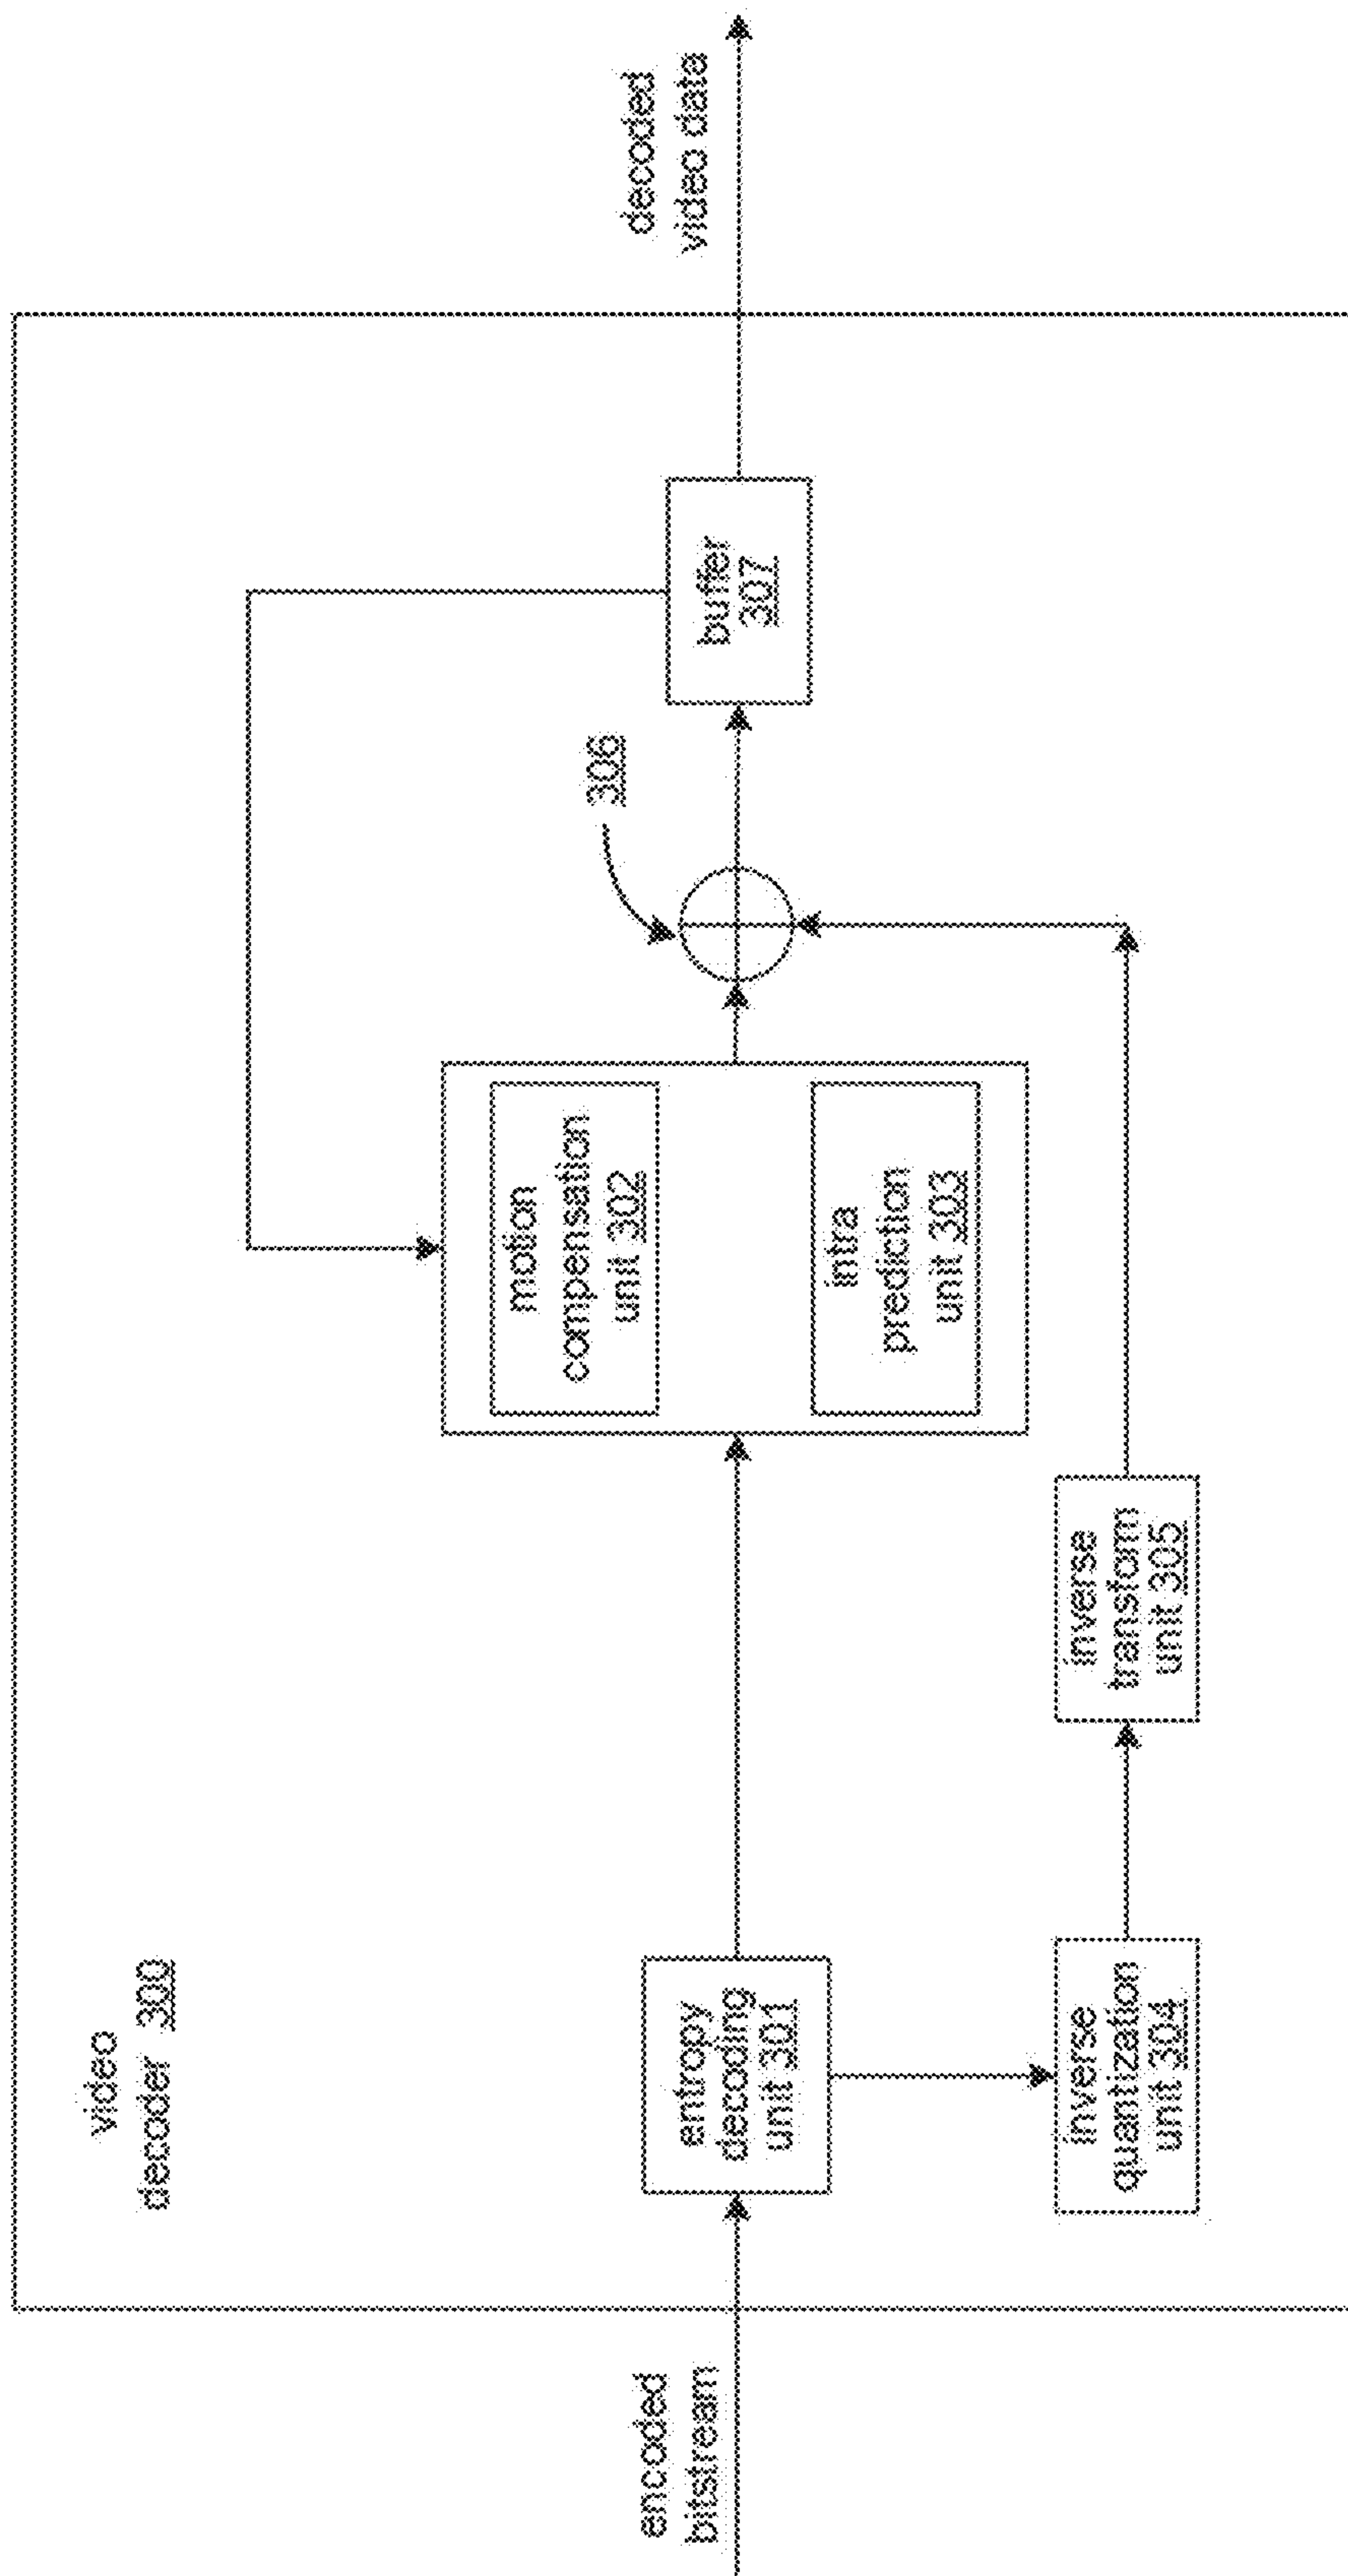 video
decoder 300
encoded
bitstream
entropy
decoding
unit 301
inverse
quantization
unit 304
inverse
transform
unit 305
motion
compensation
unit 302
intra
prediction
unit 303
306
buffer
307
decoded
video data